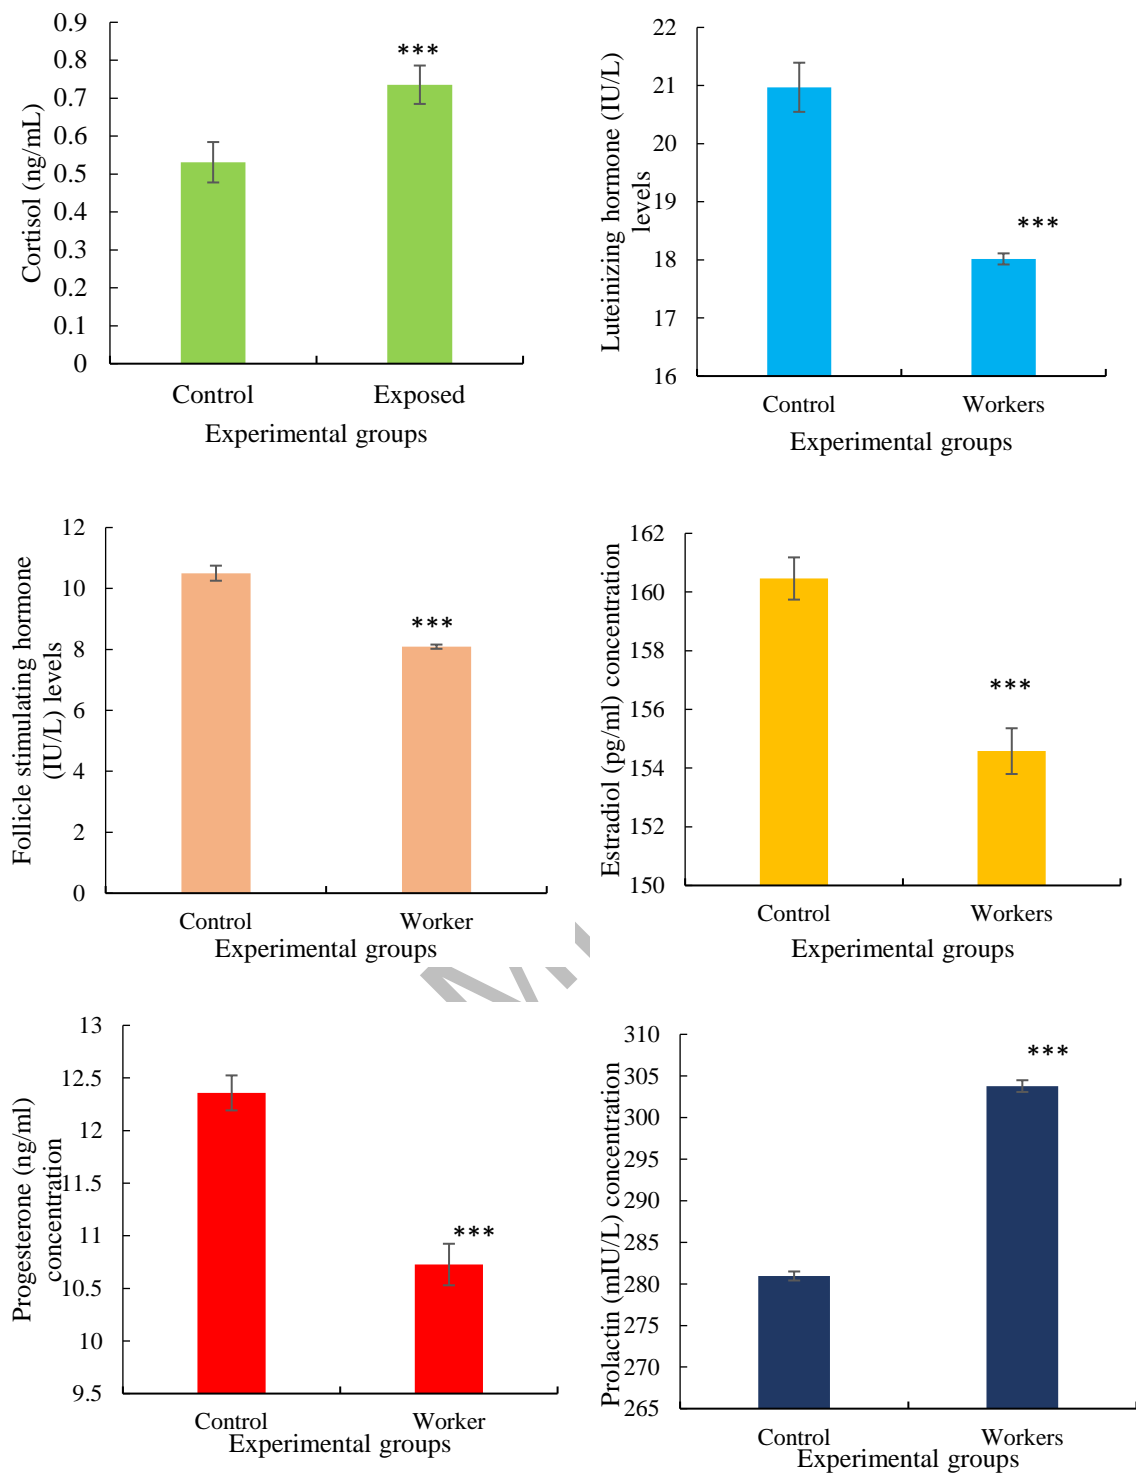 0.9
0.8
0.7
0.6
0.5
0.4
0.3
0.2
0.1
0
Cortisol (ng/mL)
***
Control Exposed
Experimental groups
22
21
20
19
18
17
16
Luteinizing hormone (IU/L)
levels
***
Control Workers
Experimental groups
12
10
8
6
4
2
0
Follicle stimulating hormone
(IU/L) levels
***
Control Worker
Experimental groups
162
160
158
156
154
152
150
Estradiol (pg/ml) concentration
***
Control Workers
Experimental groups
13
12.5
12
11.5
11
10.5
10
9.5
Progesterone (ng/ml)
concentration
***
Control Worker
Experimental groups
310
305
300
295
290
285
280
275
270
265
Prolactin (mIU/L) concentration
***
Control Workers
Experimental groups